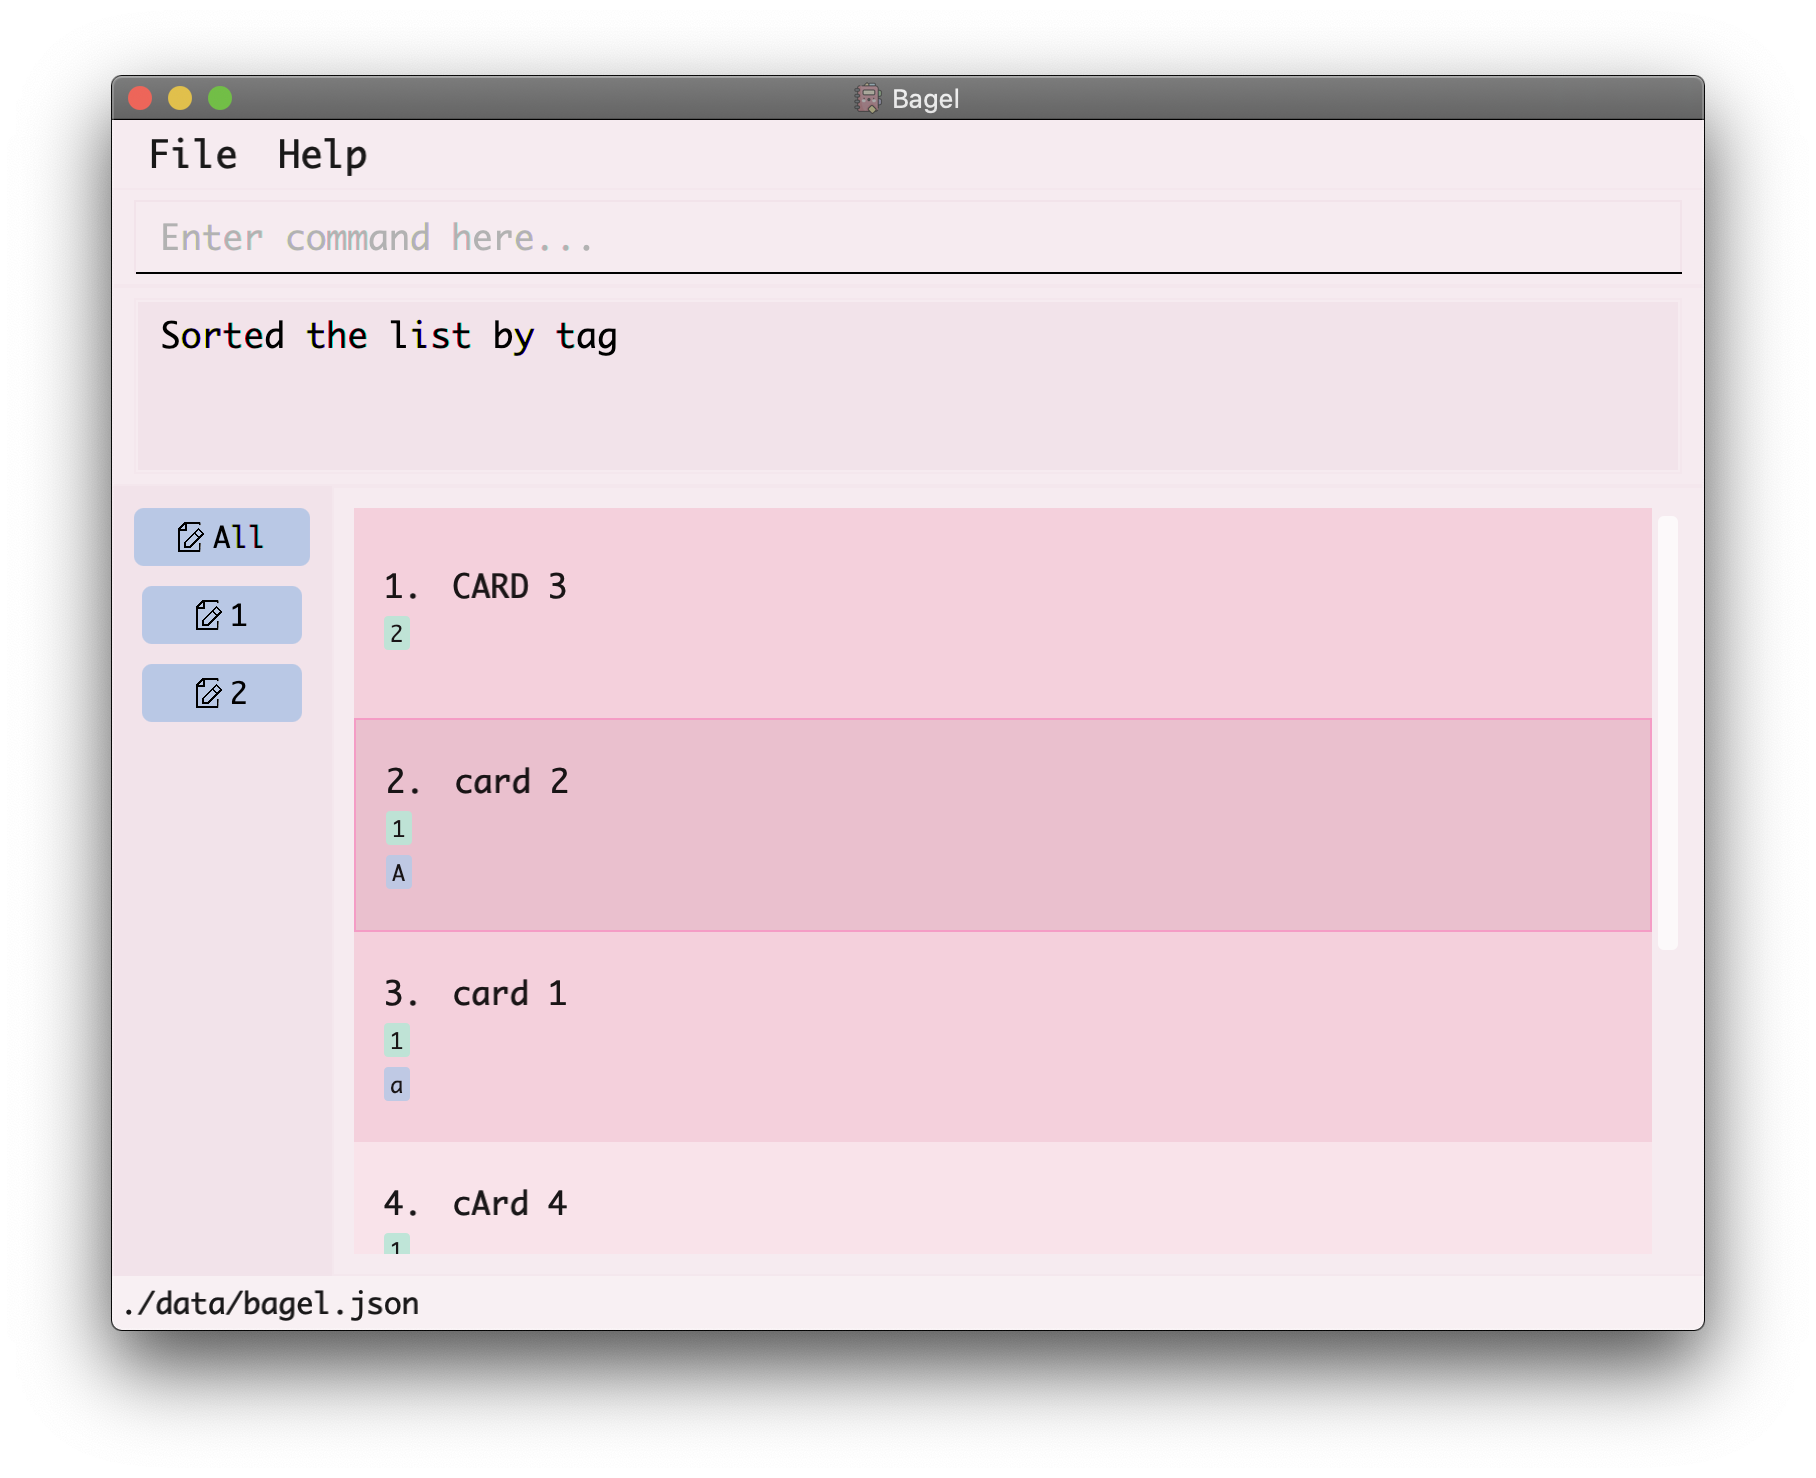 Bagel
File Help
Enter command here...
Sorted the list by tag
All
1
2
1. CARD 3
2
2. card 2
1
A
3. card 1
1
a
4. cArd 4
1
./data/bagel.json